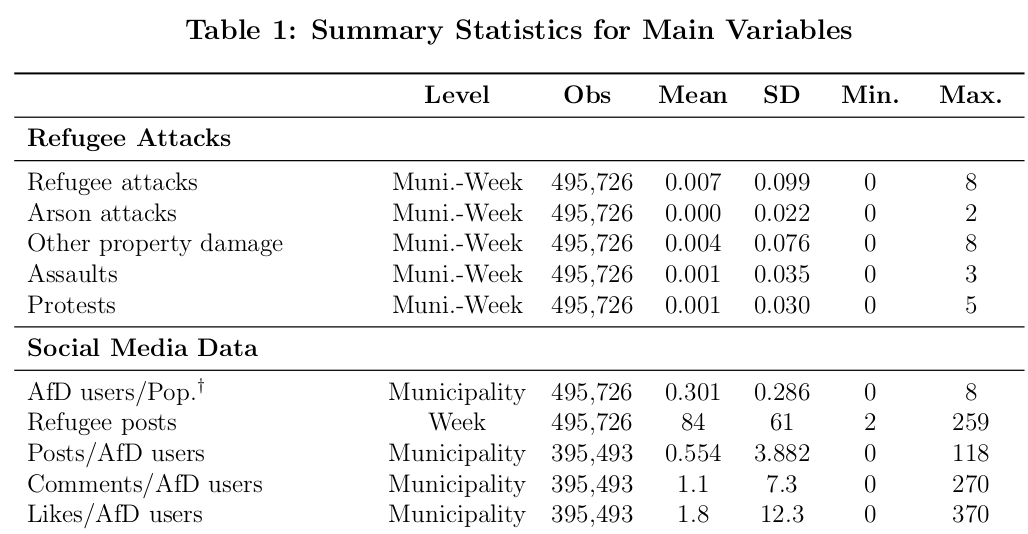 Table 1: Summary Statistics for Main Variables
Level Obs Mean SD Min. Max.
Refugee Attacks
Refugee attacks Muni.-Week 495,726 0.007 0.099 0 8
Arson attacks Muni.-Week 495,726 0.000 0.022 0 2
Other property damage Muni.-Week 495,726 0.004 0.076 0 8
Assaults Muni.-Week 495,726 0.001 0.035 0 3
Protests Muni.-Week 495,726 0.001 0.030 0 5
Social Media Data
AfD users/Pop.† Municipality 495,726 0.301 0.286 0 8
Refugee posts Week 495,726 84 61 2 259
Posts/AfD users Municipality 395,493 0.554 3.882 0 118
Comments/AfD users Municipality 395,493 1.1 7.3 0 270
Likes/AfD users Municipality 395,493 1.8 12.3 0 370